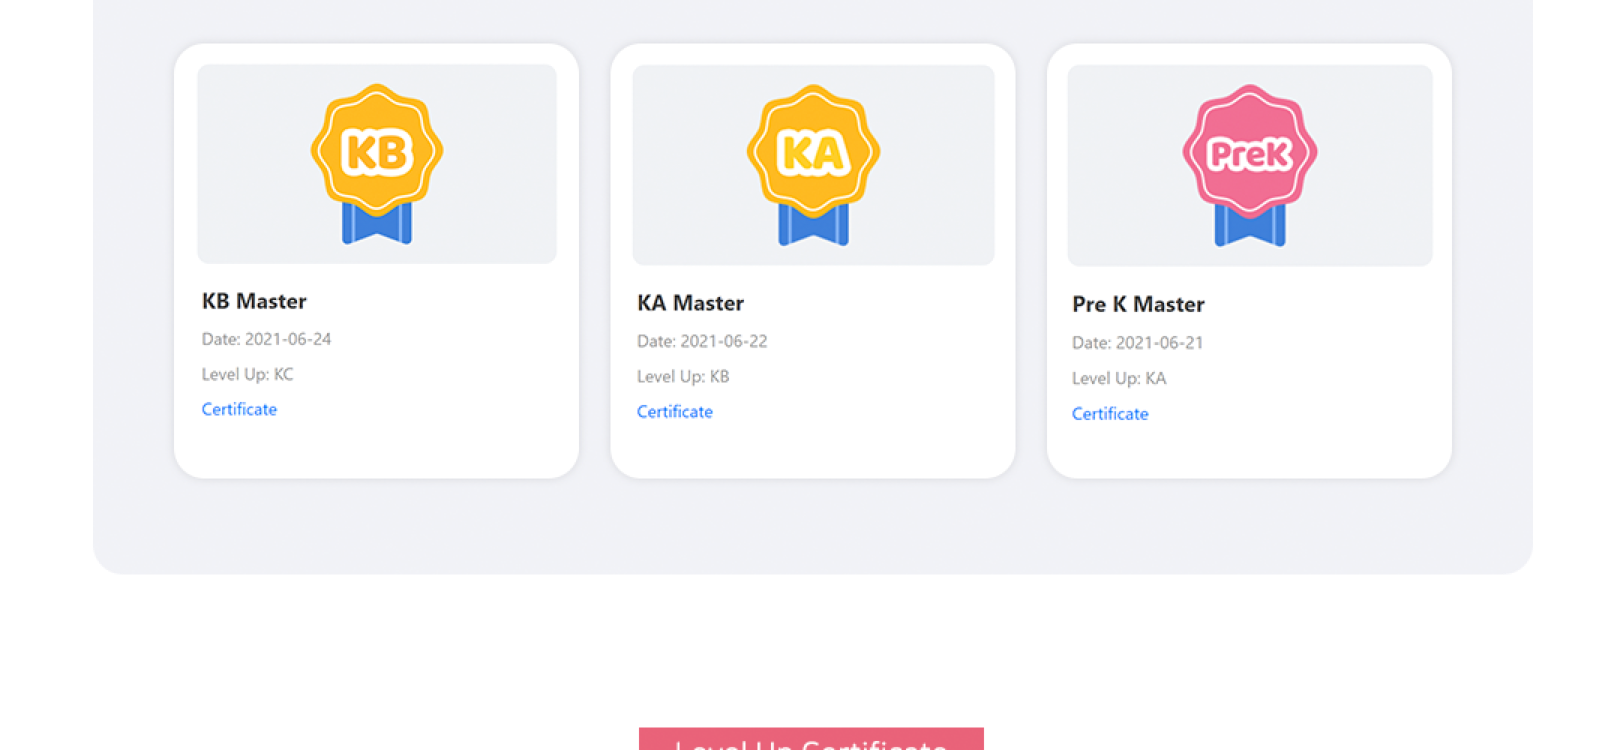 KB
KB Master
Date: 2021-06-24
Level Up: KC
Certificate
KA
KA Master
Date: 2021-06-22
Level Up: KB
Certificate
PreK
Pre K Master
Date: 2021-06-21
Level Up: KA
Certificate
Level Up Certificate